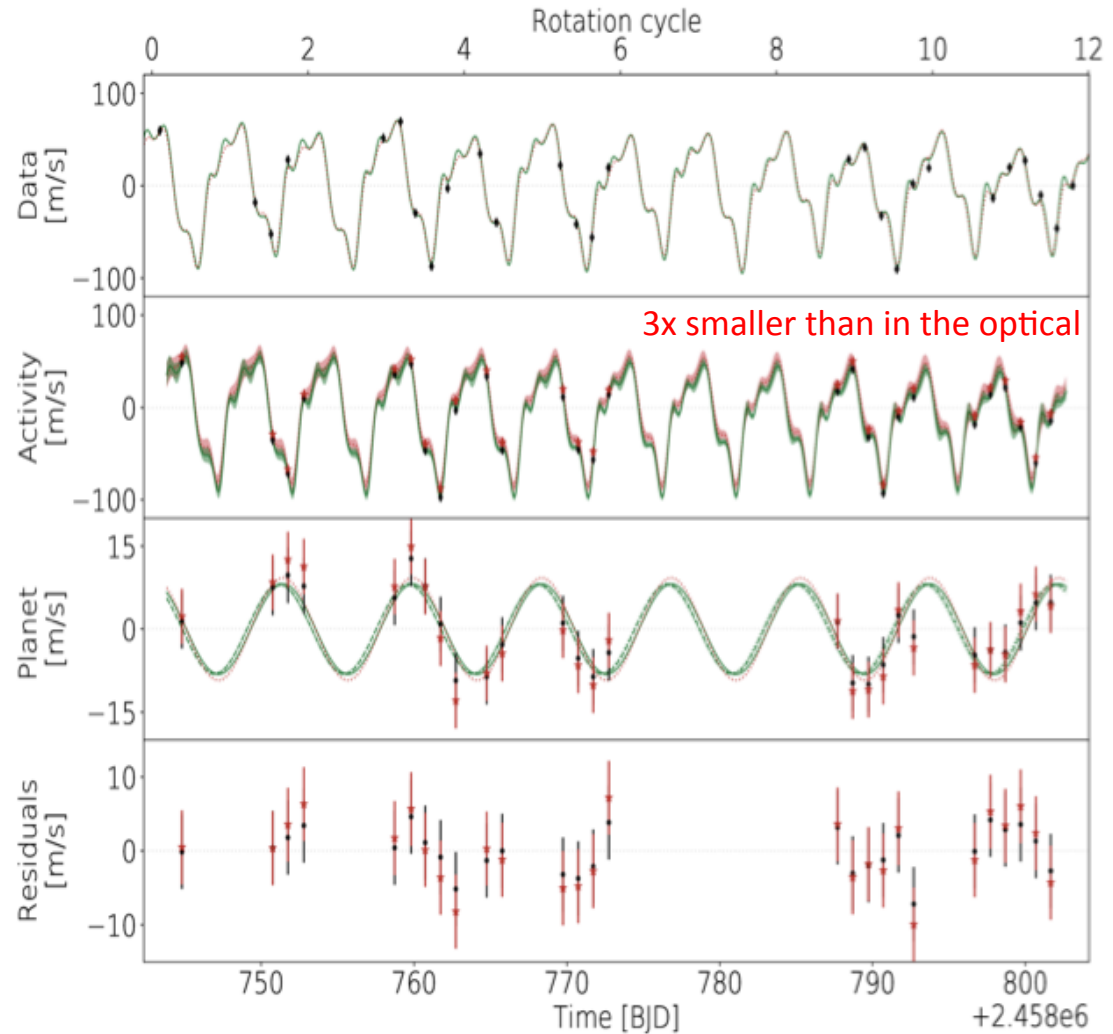 Rotation cycle
0 2 4 6 8 10 12
Data
[m/s]
100
0
−100
3x smaller than in the optical
Activity
[m/s]
100
0
−100
Planet
[m/s]
15
0
−15
Residuals
[m/s]
10
0
−10
750 760 770 780 790 800
Time [BJD]
+2.458e6